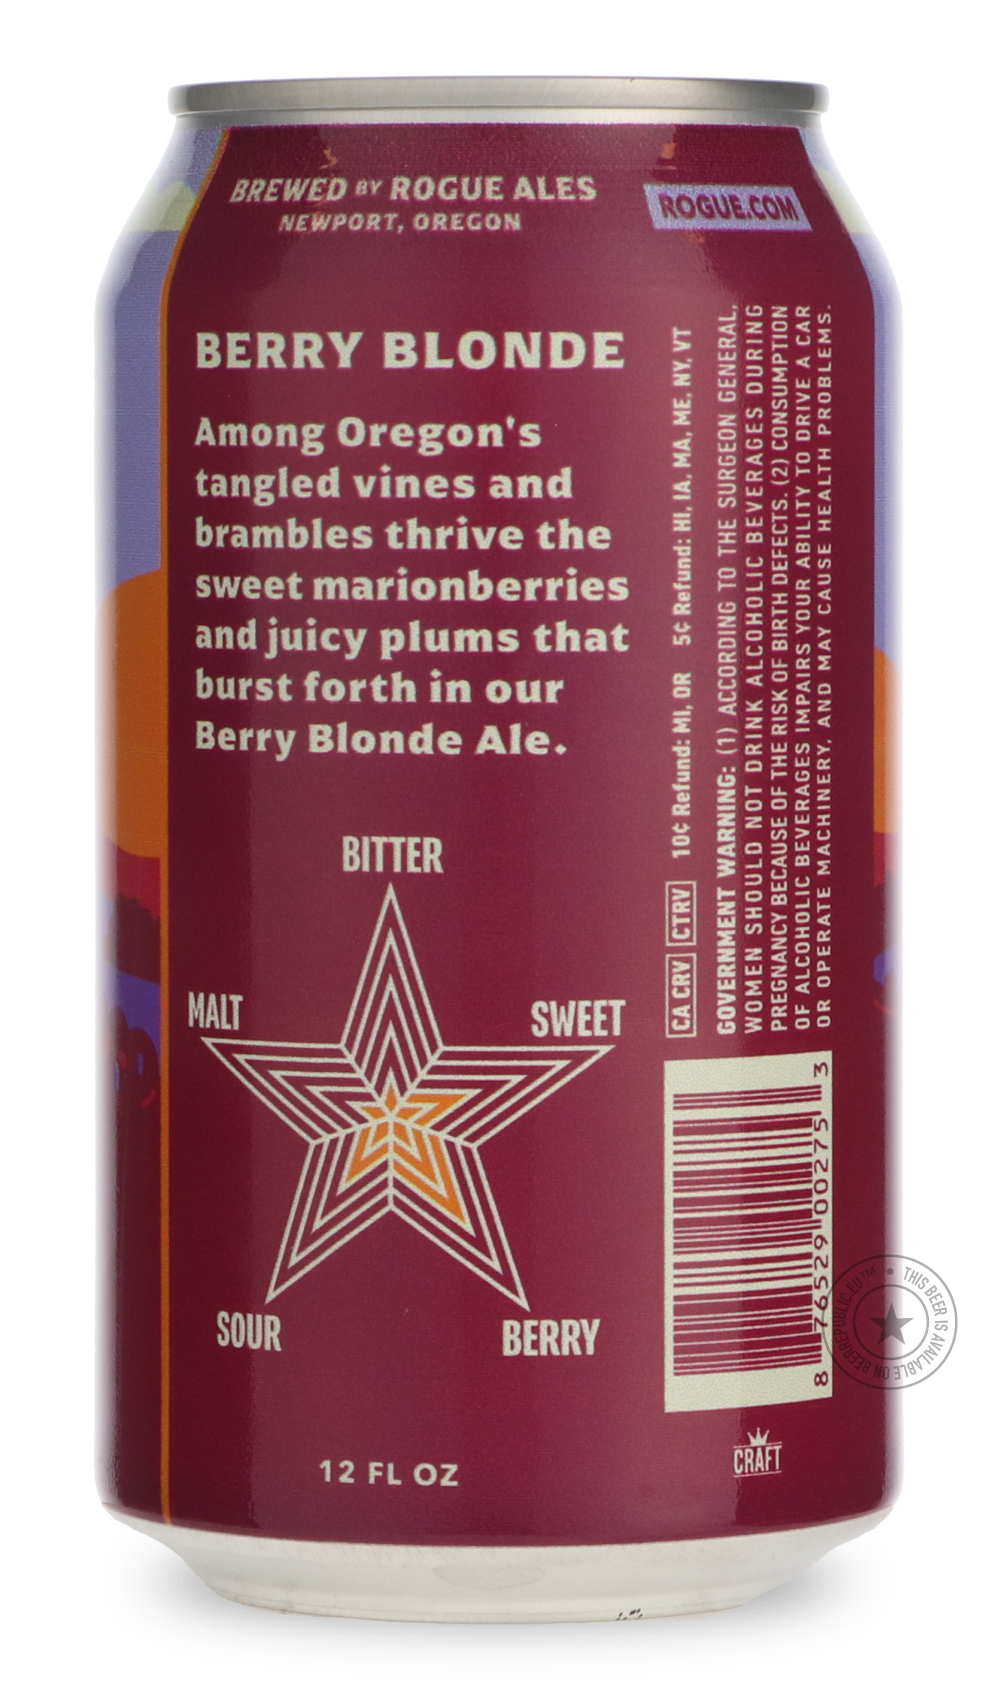 BREWED BY ROGUE ALES
NEWPORT, OREGON
ROGUE.COM
BERRY BLONDE
Among Oregon's
tangled vines and
brambles thrive the
sweet marionberries
and juicy plums that
burst forth in our
Berry Blonde Ale.
BITTER
MALT
SWEET
SOUR
BERRY
12 FL OZ
CA CRV CTRV 10¢ Refund: MI, OR 5¢ Refund: HI, IA, MA, ME, NY, VT
GOVERNMENT WARNING: (1) ACCORDING TO THE SURGEON GENERAL,
WOMEN SHOULD NOT DRINK ALCOHOLIC BEVERAGES DURING
PREGNANCY BECAUSE OF THE RISK OF BIRTH DEFECTS. (2) CONSUMPTION
OF ALCOHOLIC BEVERAGES IMPAIRS YOUR ABILITY TO DRIVE A CAR
OR OPERATE MACHINERY, AND MAY CAUSE HEALTH PROBLEMS.
8 76529 00275 3
CRAFT
THIS BEER IS AVAILABLE ON BEERREPUBLIC.EU™